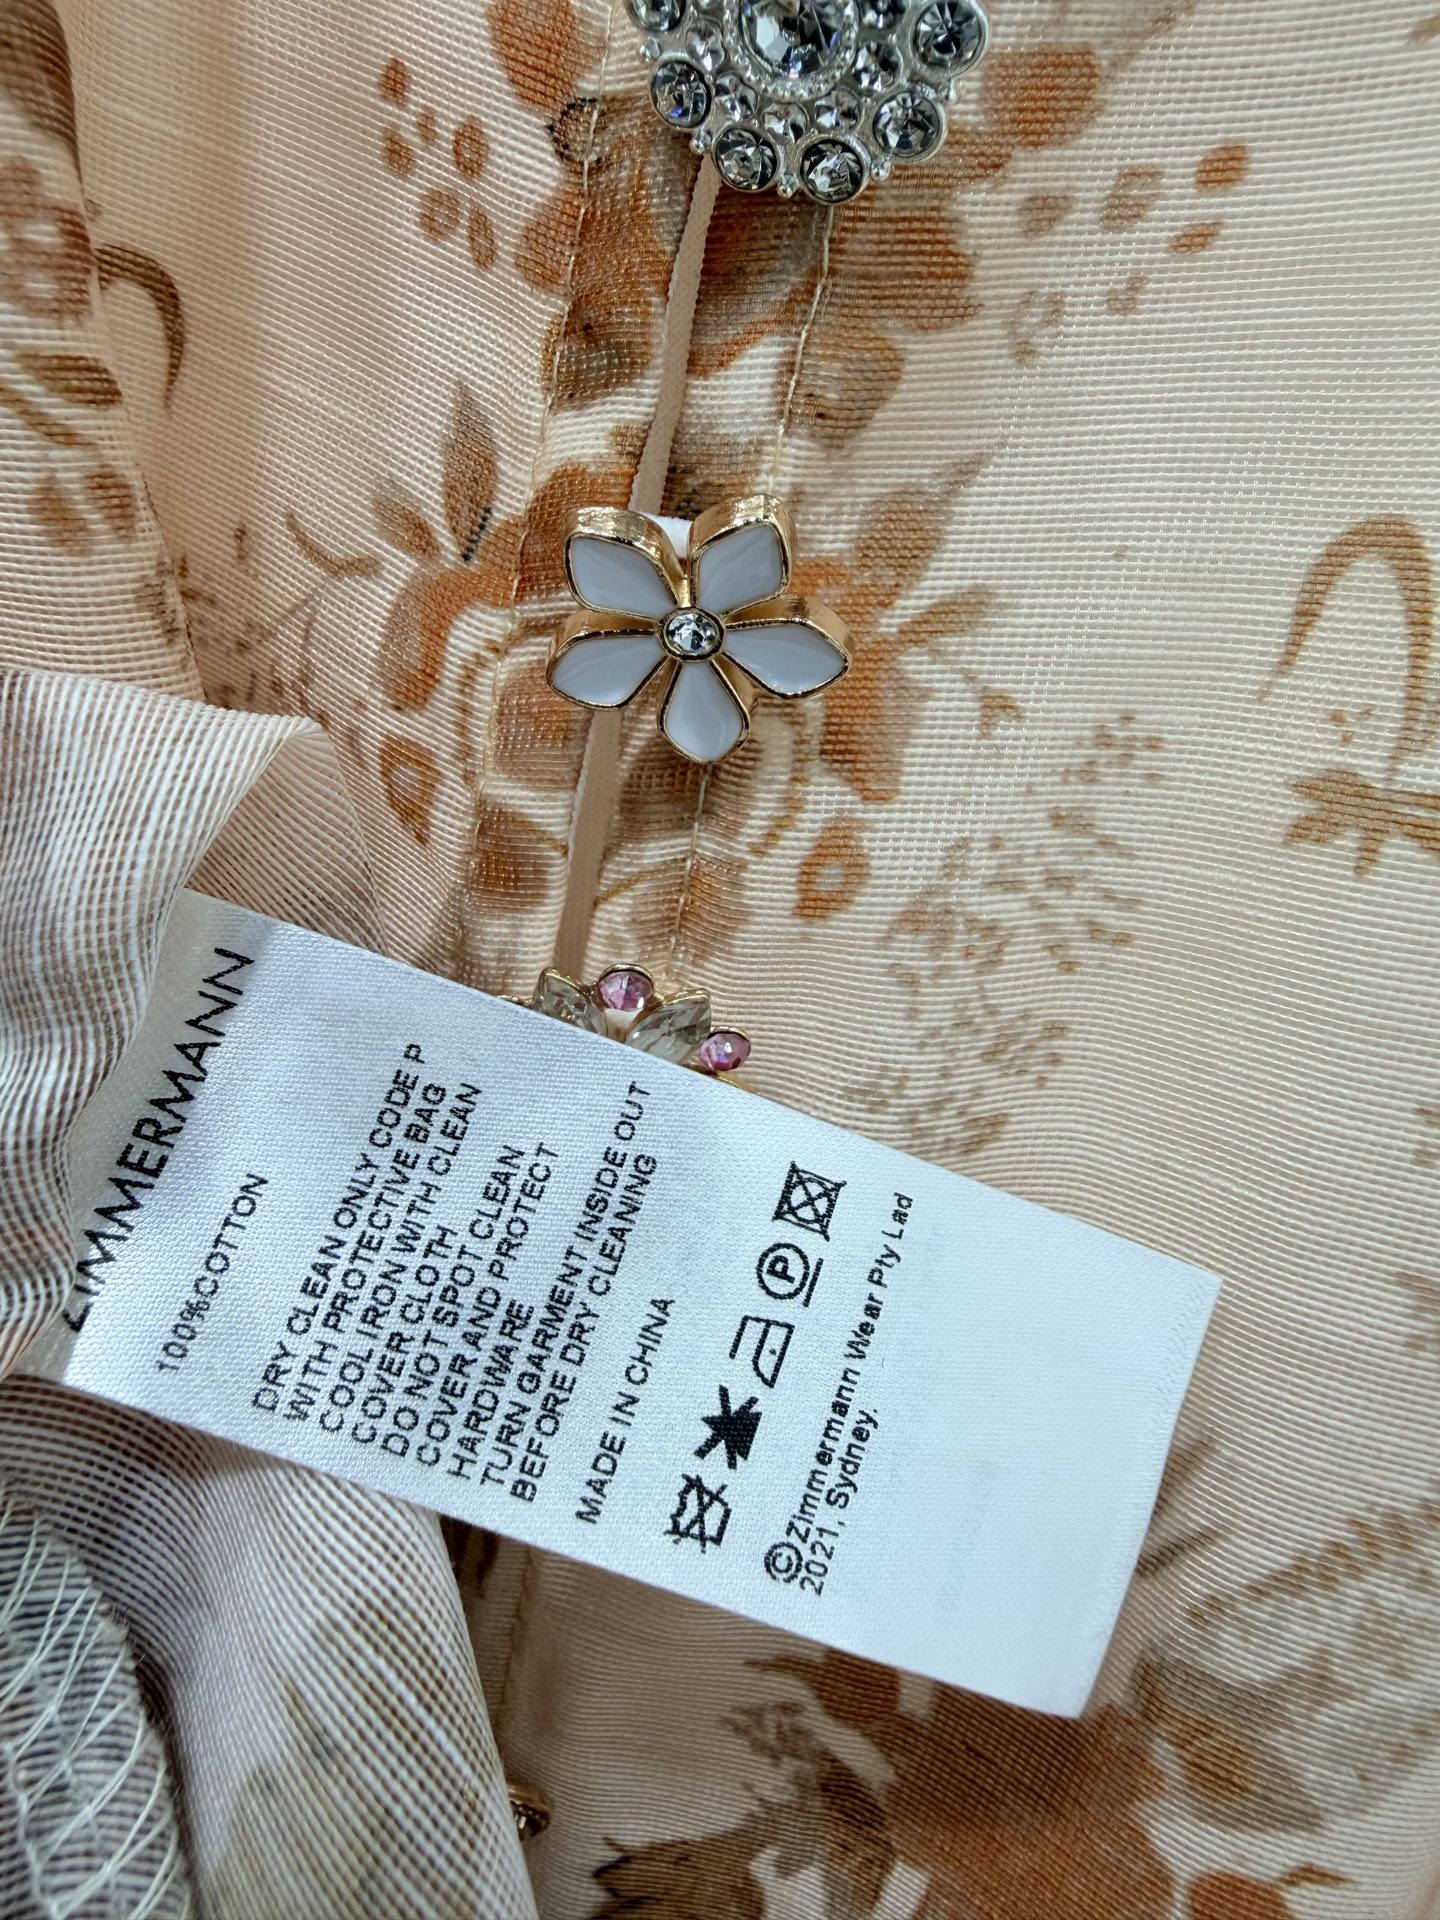 ZIMMERMANN
100%COTTON
DRY CLEAN ONLY CODE P
WITH PROTECTIVE BAG
COOL IRON WITH CLEAN
COVER CLOTH
DO NOT SPOT CLEAN
COVER AND PROTECT
HARDWARE
TURN GARMENT INSIDE OUT
BEFORE DRY CLEANING
MADE IN CHINA
P
©Zimmermann Wear Pty Lad
2021, Sydney.